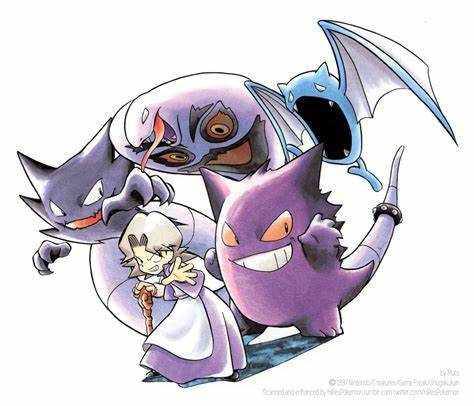 by Mato
© 1997 Nintendo/Creatures/Game Freak/Shogakukan
Scanned and enhanced by HiResPokemon.tumblr.com twitter.com/HiResPokemon